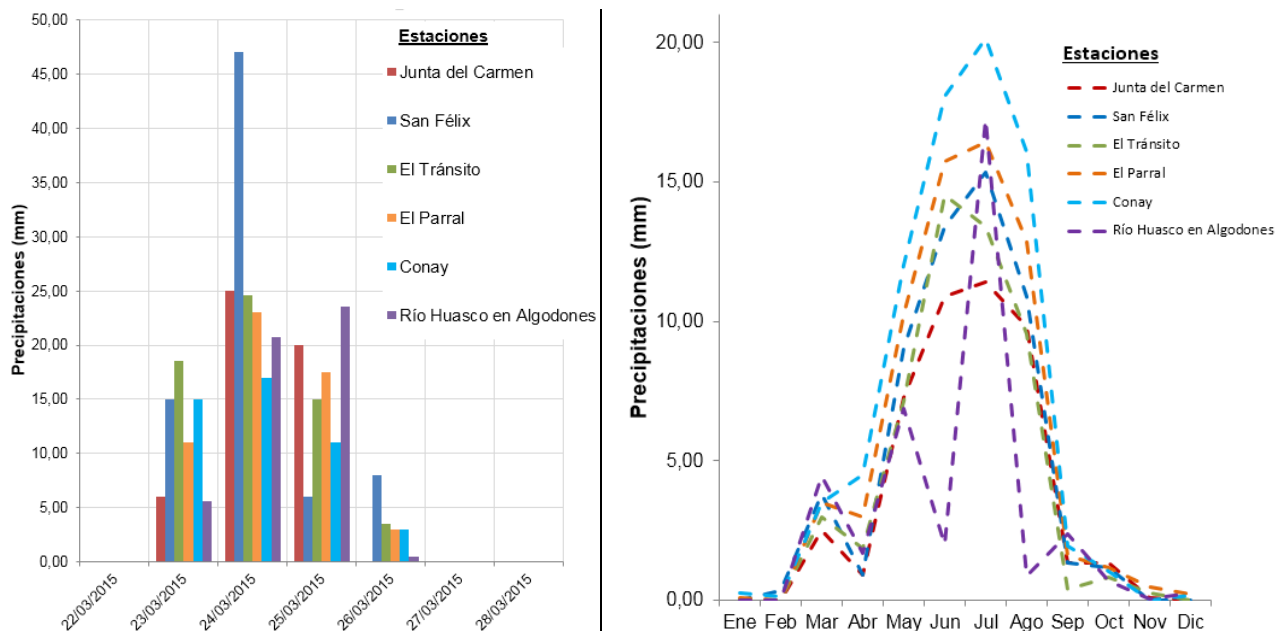 50,00
45,00
40,00
35,00
30,00
25,00
20,00
15,00
10,00
5,00
0,00
Precipitaciones (mm)
Estaciones
Junta del Carmen
San Félix
El Tránsito
El Parral
Conay
Río Huasco en Algodones
22/03/2015
23/03/2015
24/03/2015
25/03/2015
26/03/2015
27/03/2015
28/03/2015
20,00
15,00
10,00
5,00
0,00
Precipitaciones (mm)
Estaciones
Junta del Carmen
San Félix
El Tránsito
El Parral
Conay
Río Huasco en Algodones
Ene Feb Mar Abr May Jun Jul Ago Sep Oct Nov Dic